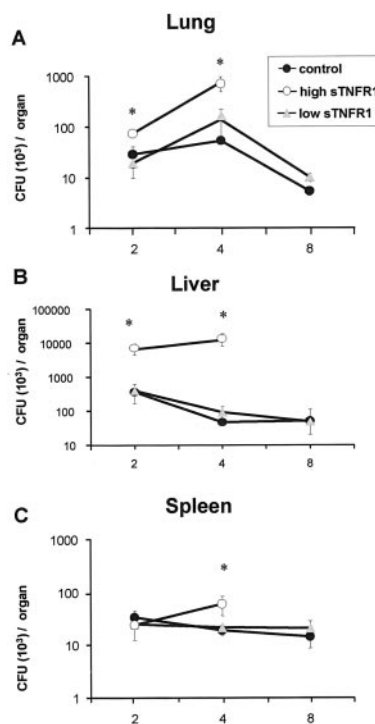 Lung
A
*
*
control
high sTNFR1
low sTNFR1
CFU (10³) / organ
1000
100
10
1
2 4 8
B
Liver
*
*
CFU (10³) / organ
100000
10000
1000
100
10
2 4 8
C
Spleen
*
CFU (10³) / organ
1000
100
10
1
2 4 8